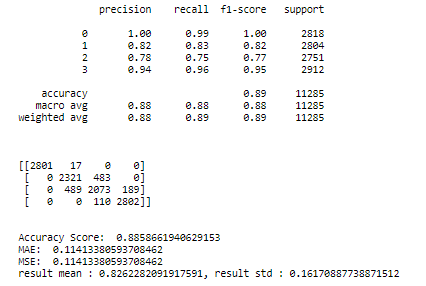 precision recall f1-score support
0 1.00 0.99 1.00 2818
1 0.82 0.83 0.82 2804
2 0.78 0.75 0.77 2751
3 0.94 0.96 0.95 2912
accuracy 0.89 11285
macro avg 0.88 0.88 0.88 11285
weighted avg 0.88 0.89 0.89 11285
[[2801 17 0 0]
[ 0 2321 483 0]
[ 0 489 2073 189]
[ 0 0 110 2802]]
Accuracy Score: 0.8858661940629153
MAE: 0.11413380593708462
MSE: 0.11413380593708462
result mean : 0.8262282091917591, result std : 0.16170887738871512